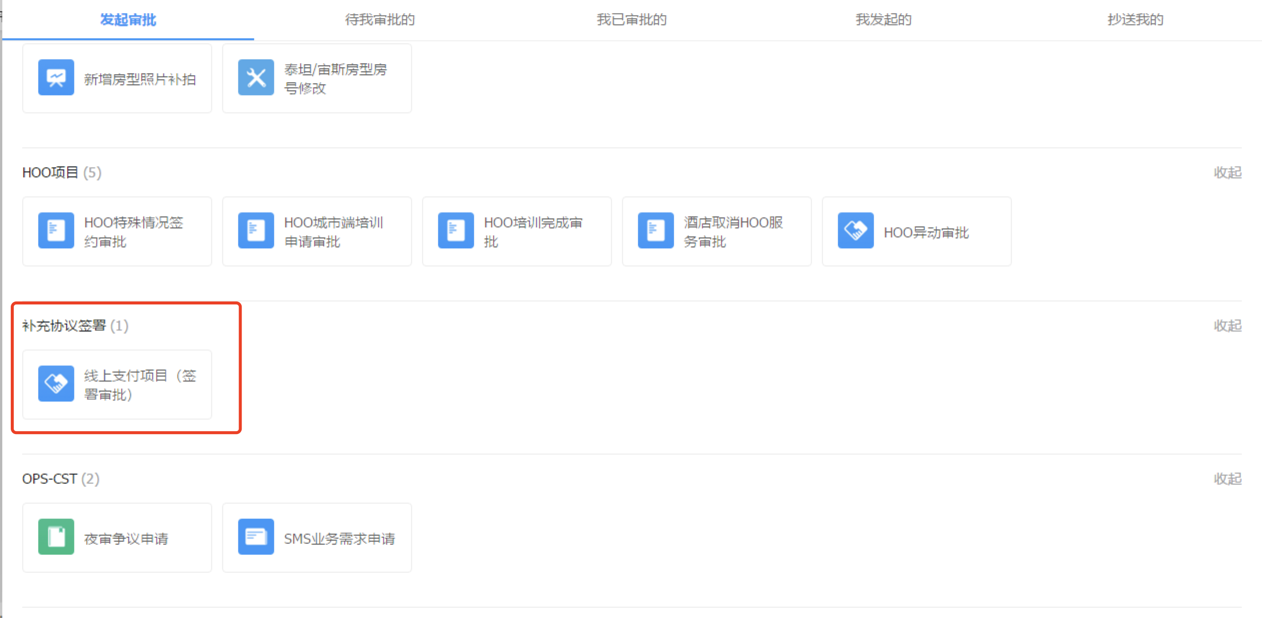 发起审批 待我审批的 我已审批的 我发起的 抄送我的
新增房型照片补拍
泰坦/宙斯房型房
号修改
HOO项目 (5) 收起
HOO特殊情况签
约审批
HOO城市端培训
申请审批
HOO培训完成审
批
酒店取消HOO服
务审批
HOO异动审批
补充协议签署 (1) 收起
线上支付项目（签
署审批）
OPS-CST (2) 收起
夜审争议申请
SMS业务需求申请